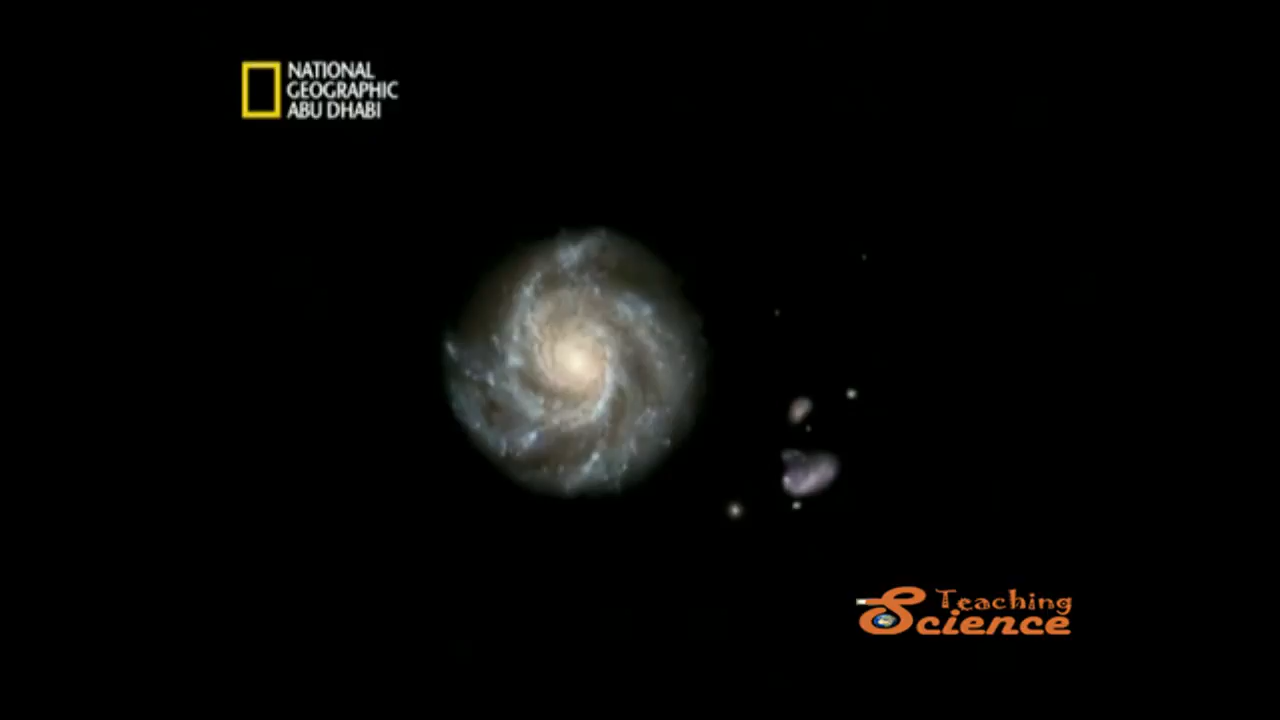 NATIONAL
GEOGRAPHIC
ABU DHABI
Teaching
Science